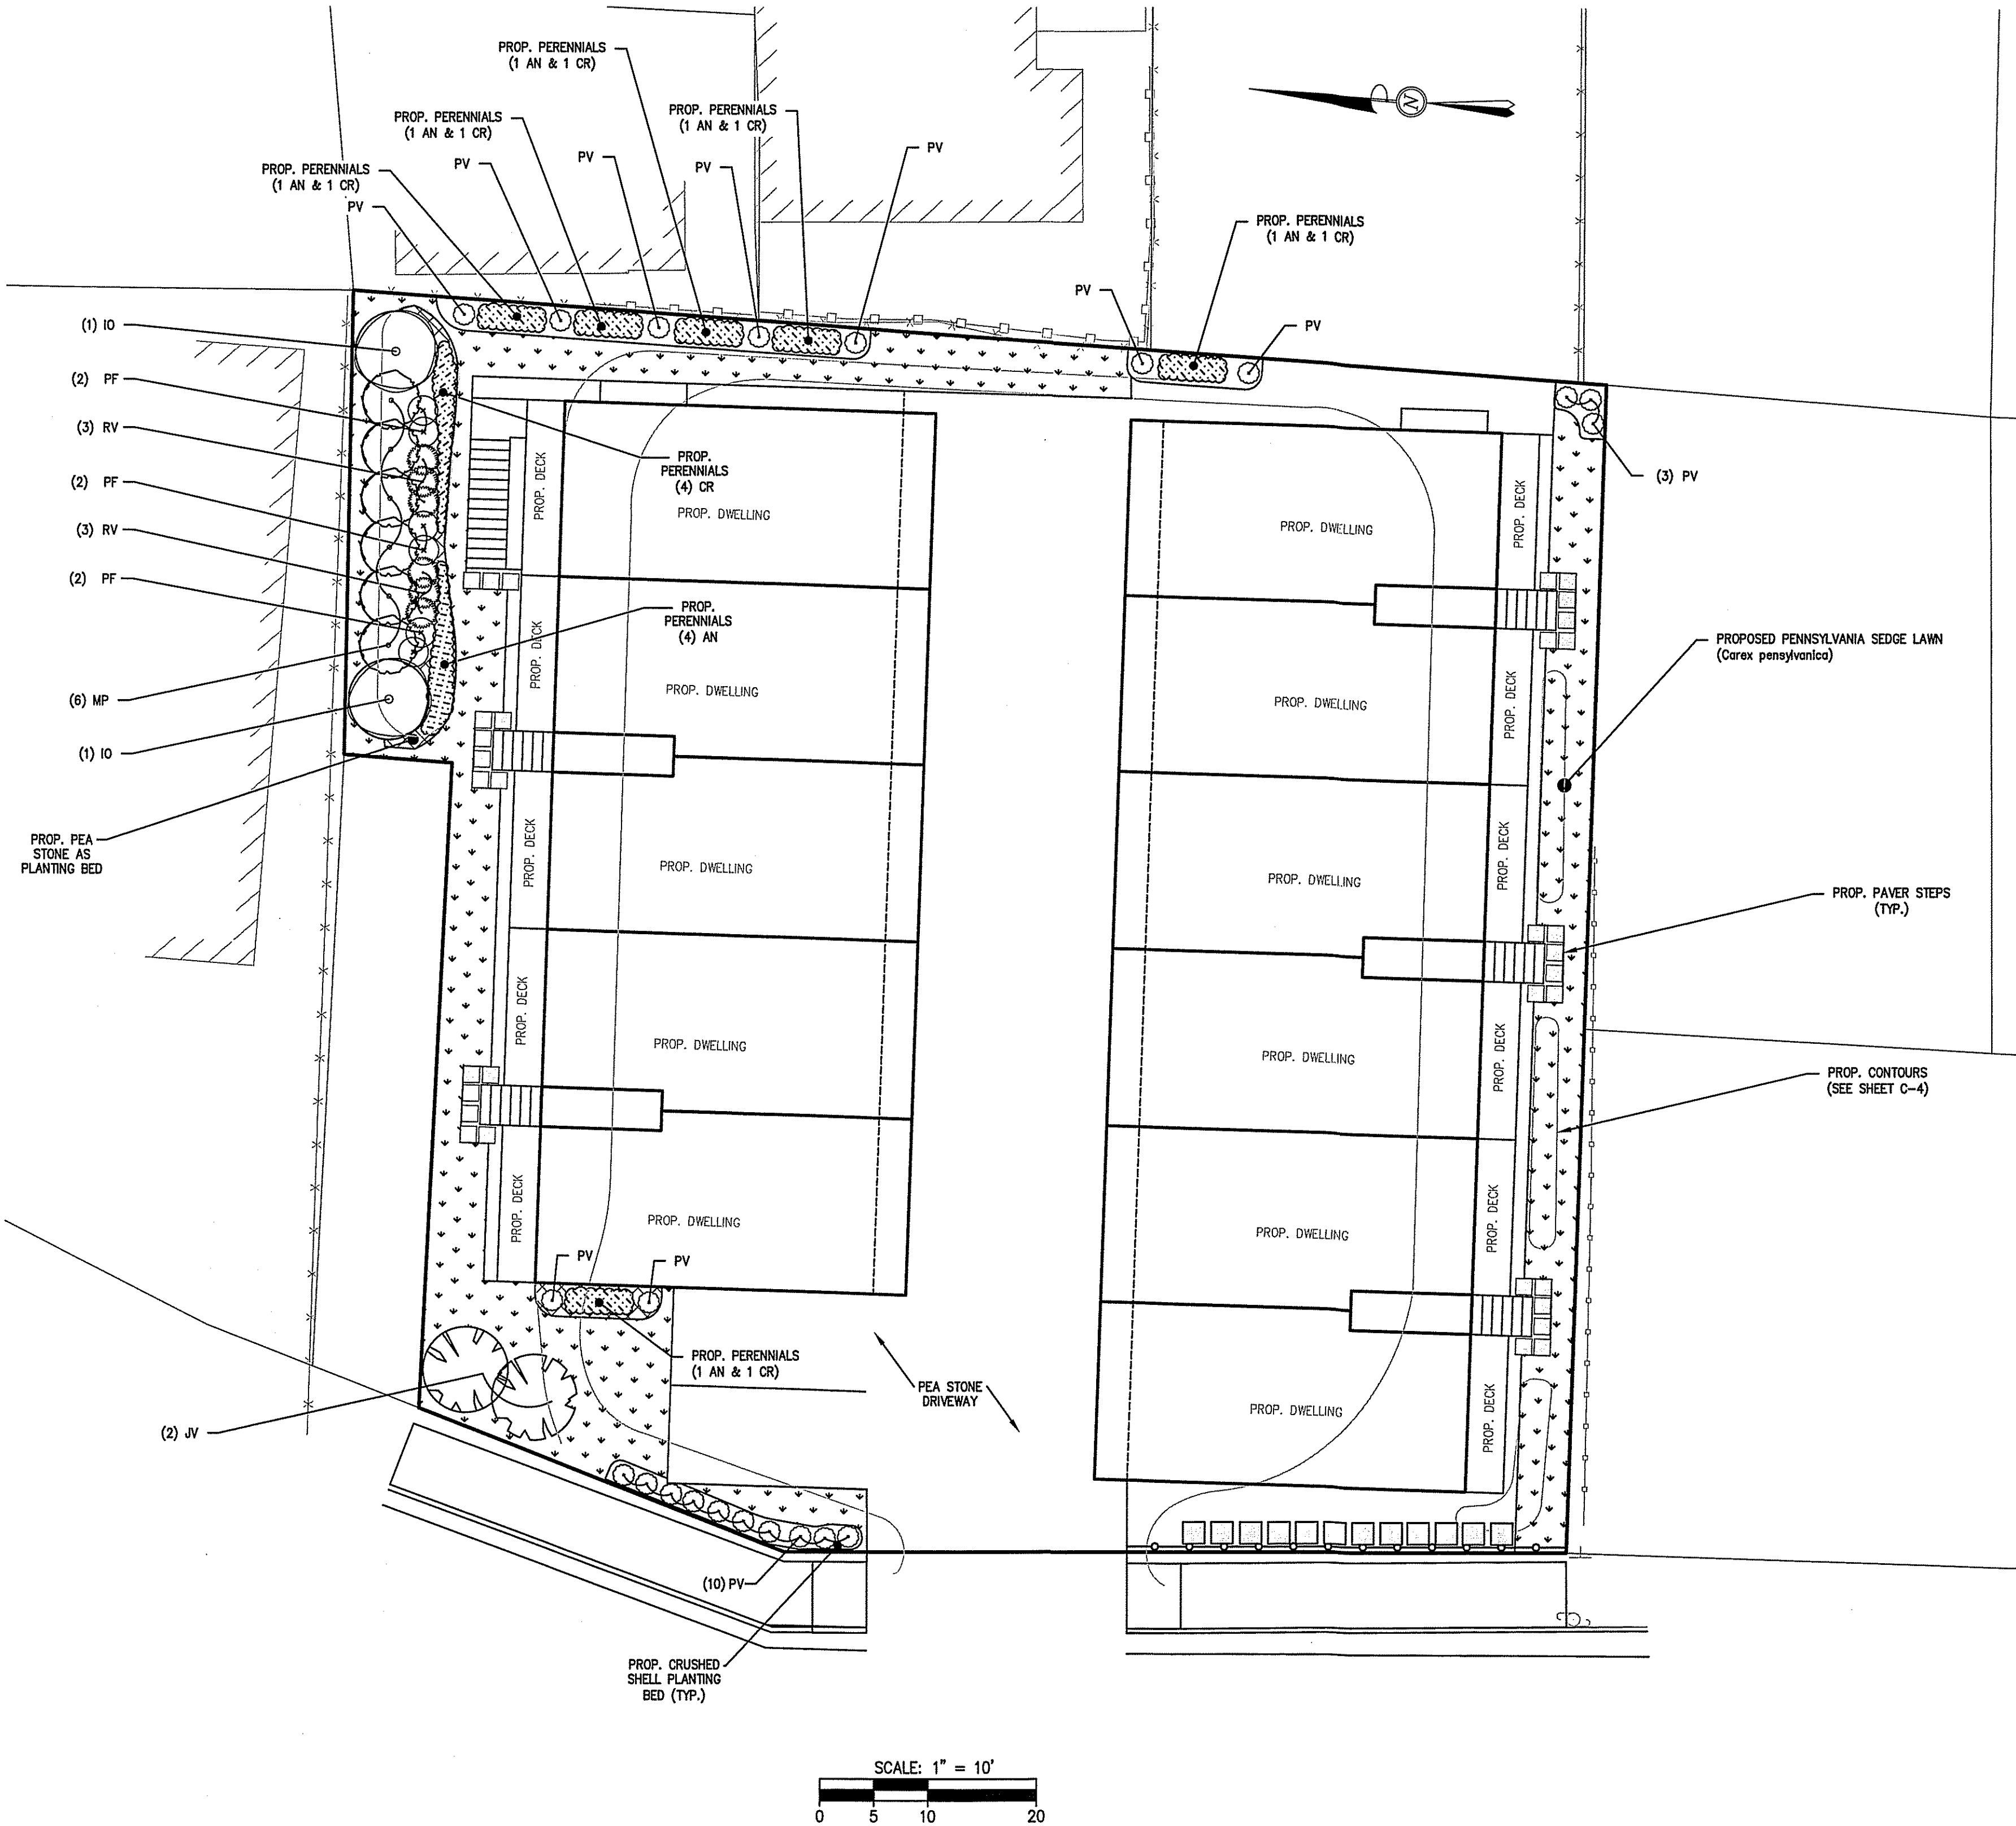 PROP. PERENNIALS
(1 AN & 1 CR)
PROP. PERENNIALS
(1 AN & 1 CR)
PROP. PERENNIALS
(1 AN & 1 CR)
PROP. PERENNIALS
(1 AN & 1 CR)
PV
PV
PV
PV
PV
N
PROP. PERENNIALS
(1 AN & 1 CR)
PV
PV
(3) PV
(1) IO
(2) PF
(3) RV
(2) PF
(3) RV
(2) PF
(6) MP
(1) IO
PROP. PEA
STONE AS
PLANTING BED
PROP.
PERENNIALS
(4) CR
PROP.
PERENNIALS
(4) AN
PROP. DECK
PROP. DECK
PROP. DECK
PROP. DECK
PROP. DECK
PROP. DWELLING
PROP. DWELLING
PROP. DWELLING
PROP. DWELLING
PROP. DWELLING
PROP. DWELLING
PROP. DWELLING
PROP. DWELLING
PROP. DWELLING
PROP. DWELLING
PROP. DWELLING
PROP. DECK
PROP. DECK
PROP. DECK
PROP. DECK
PROP. DECK
PROP. DECK
PROPOSED PENNSYLVANIA SEDGE LAWN
(Carex pensylvanica)
PROP. PAVER STEPS
(TYP.)
PROP. CONTOURS
(SEE SHEET C-4)
PV
PV
PROP. PERENNIALS
(1 AN & 1 CR)
PEA STONE
DRIVEWAY
(2) JV
(10) PV
PROP. CRUSHED
SHELL PLANTING
BED (TYP.)
SCALE: 1" = 10'
0 5 10 20